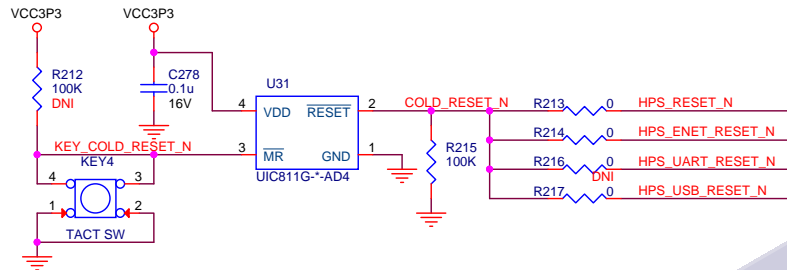 VCC3P3 VCC3P3
R212
100K
DNI
C278
0.1u
16V
U31
4 VDD RESET 2
COLD_RESET_N
R213 0 HPS_RESET_N
R214 0 HPS_ENET_RESET_N
R215
100K
R216 0 HPS_UART_RESET_N
DNI
R217 0 HPS_USB_RESET_N
KEY_COLD_RESET_N
3 MR GND 1
UIC811G-*-AD4
KEY4
4 3
1 2
TACT SW